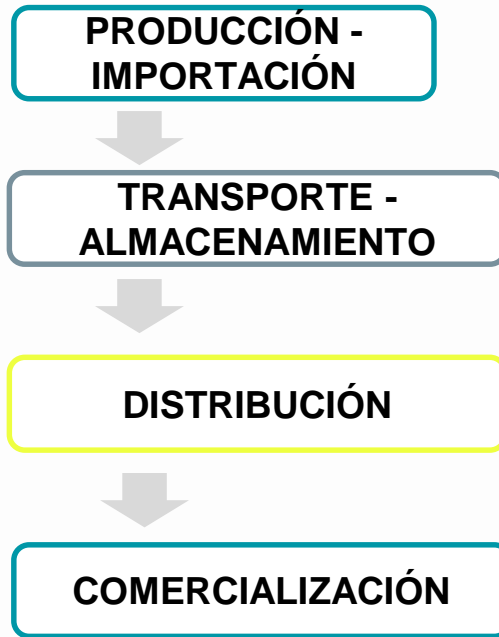 PRODUCCIÓN -
IMPORTACIÓN
TRANSPORTE -
ALMACENAMIENTO
DISTRIBUCIÓN
COMERCIALIZACIÓN